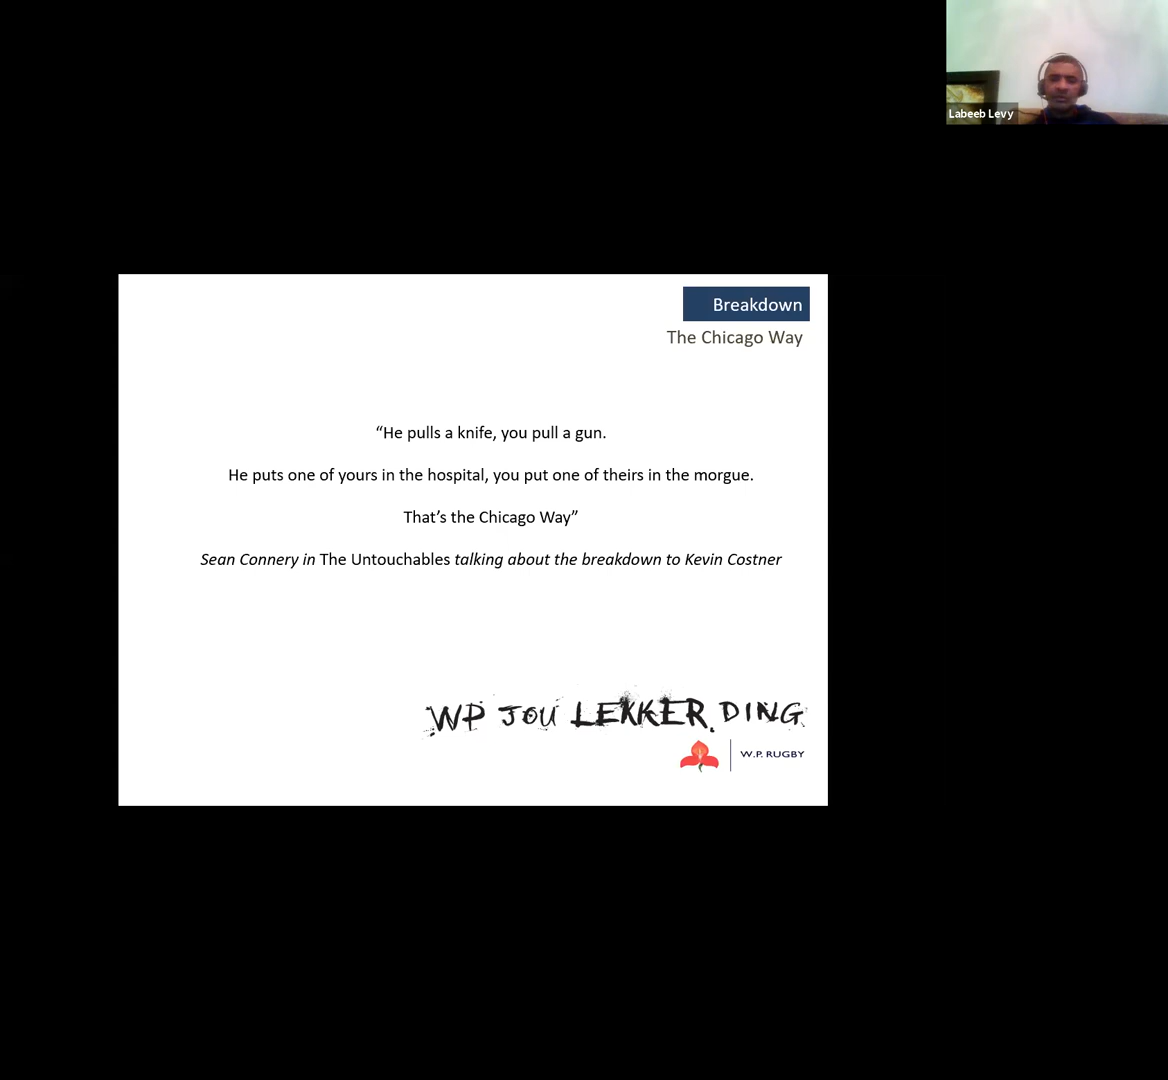 Labeeb Levy
Breakdown
The Chicago Way
“He pulls a knife, you pull a gun.
He puts one of yours in the hospital, you put one of theirs in the morgue.
That’s the Chicago Way”
Sean Connery in The Untouchables talking about the breakdown to Kevin Costner
WP JOU LEKKER DING
W.P. RUGBY